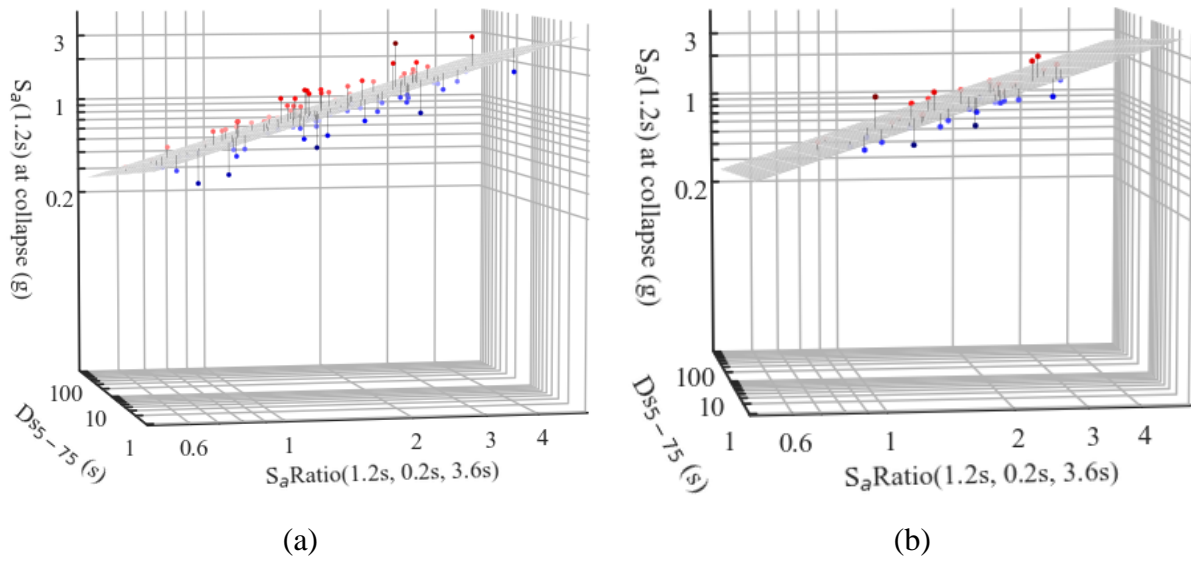 3
1
0.2
Sa(1.2s) at collapse (g)
100
10
1
Ds5 − 75 (s)
0.6
1
2
3
4
SaRatio(1.2s, 0.2s, 3.6s)
(a)
3
1
0.2
Sa(1.2s) at collapse (g)
100
10
1
Ds5 − 75 (s)
0.6
1
2
3
4
SaRatio(1.2s, 0.2s, 3.6s)
(b)